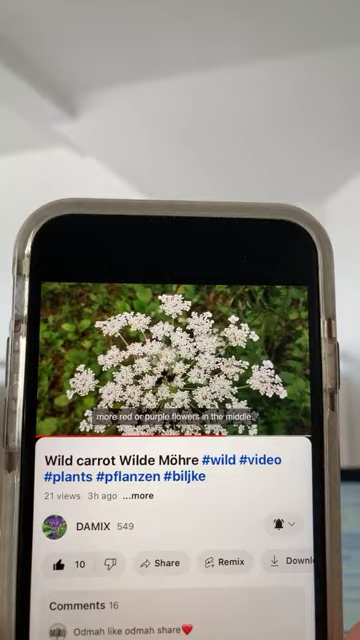 more red or purple flowers in the middle.
Wild carrot Wilde Möhre #wild #video
#plants #pflanzen #biljke
21 views 3h ago ...more
DAMIX 549
10 Share Remix Downl
Comments 16
Odmah like odmah share❤️